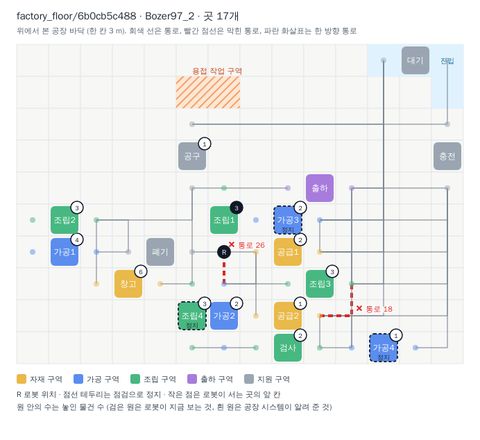 factory_floor/6b0cb5c488 · Bozer97_2 · 곳 17개
위에서 본 공장 바닥 (한 칸 3 m). 회색 선은 통로, 빨간 점선은 막힌 통로, 파란 화살표는 한 방향 통로
대기
진입
용접 작업 구역
공구 1
충전
출하
조립2 3
조립1 3
가공3 2
정지
가공1 4
폐기
R
통로 26
공급1 2
창고 6
조립3 3
조립4 3
정지
가공2 2
공급2 1
통로 18
검사 2
가공4 1
정지
자재 구역
가공 구역
조립 구역
출하 구역
지원 구역
R 로봇 위치 · 점선 테두리는 점검으로 정지 · 작은 점은 로봇이 서는 곳의 앞 칸
원 안의 수는 놓인 물건 수 (검은 원은 로봇이 지금 보는 것, 흰 원은 공장 시스템이 알려 준 것)